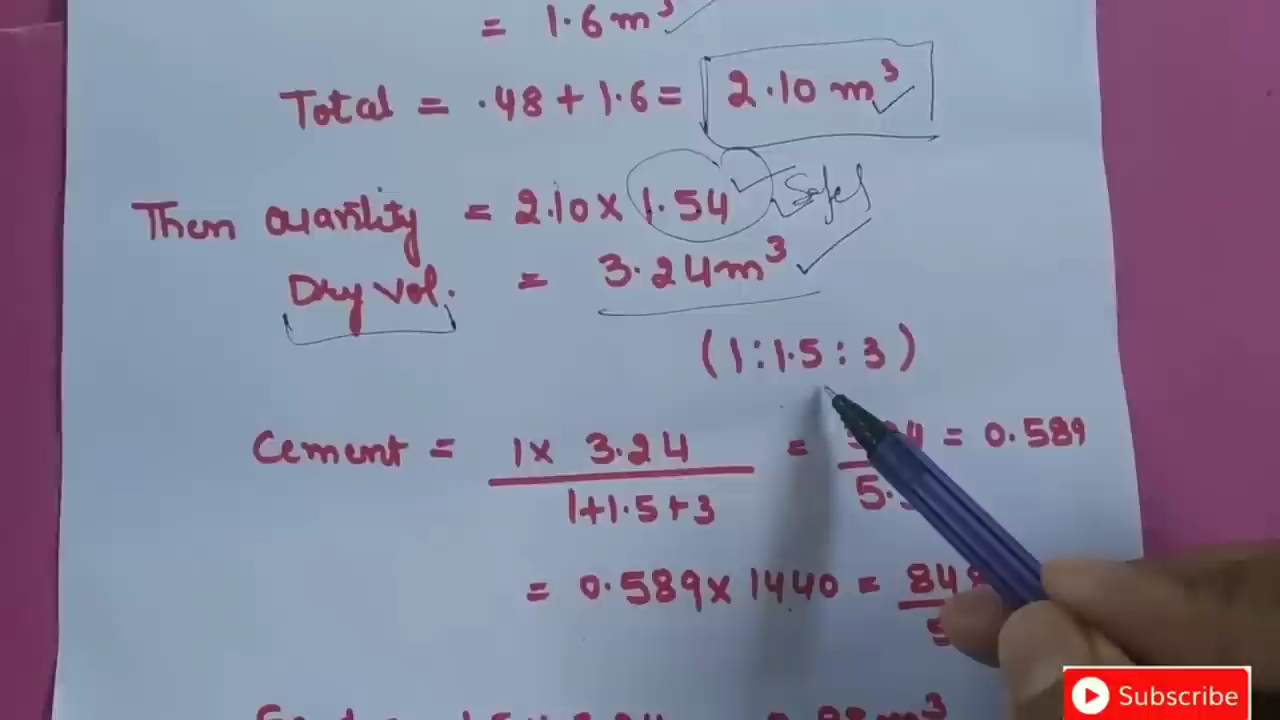 = 1.6 m³
Total = .48 + 1.6 = 2.10 m³
Then quantity = 2.10 × 1.54
Dry vol. = 3.24 m³
(1 : 1.5 : 3)
Cement = 1 × 3.24 / 1+1.5+3 = / 5. = 0.589
= 0.589 × 1440 = 848
Subscribe